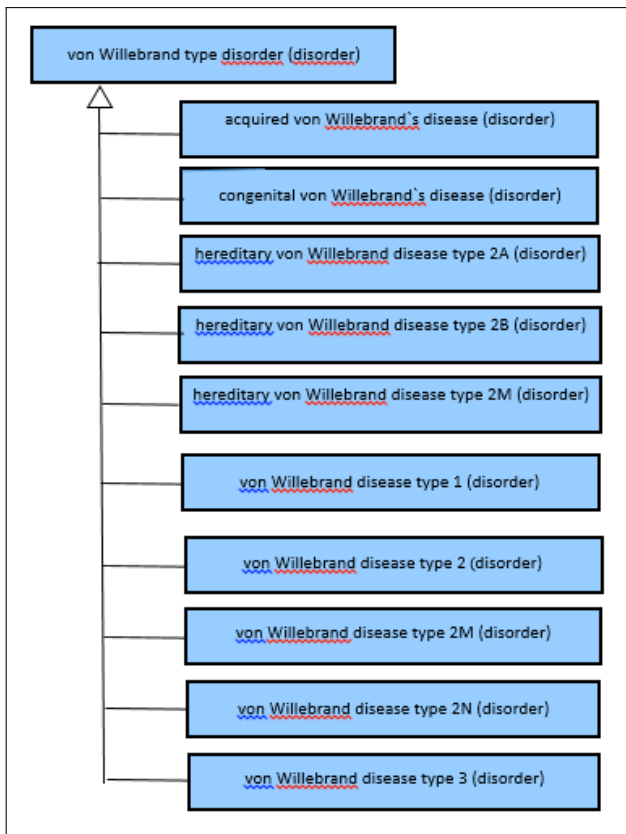 von Willebrand type disorder (disorder)
acquired von Willebrand`s disease (disorder)
congenital von Willebrand`s disease (disorder)
hereditary von Willebrand disease type 2A (disorder)
hereditary von Willebrand disease type 2B (disorder)
hereditary von Willebrand disease type 2M (disorder)
von Willebrand disease type 1 (disorder)
von Willebrand disease type 2 (disorder)
von Willebrand disease type 2M (disorder)
von Willebrand disease type 2N (disorder)
von Willebrand disease type 3 (disorder)